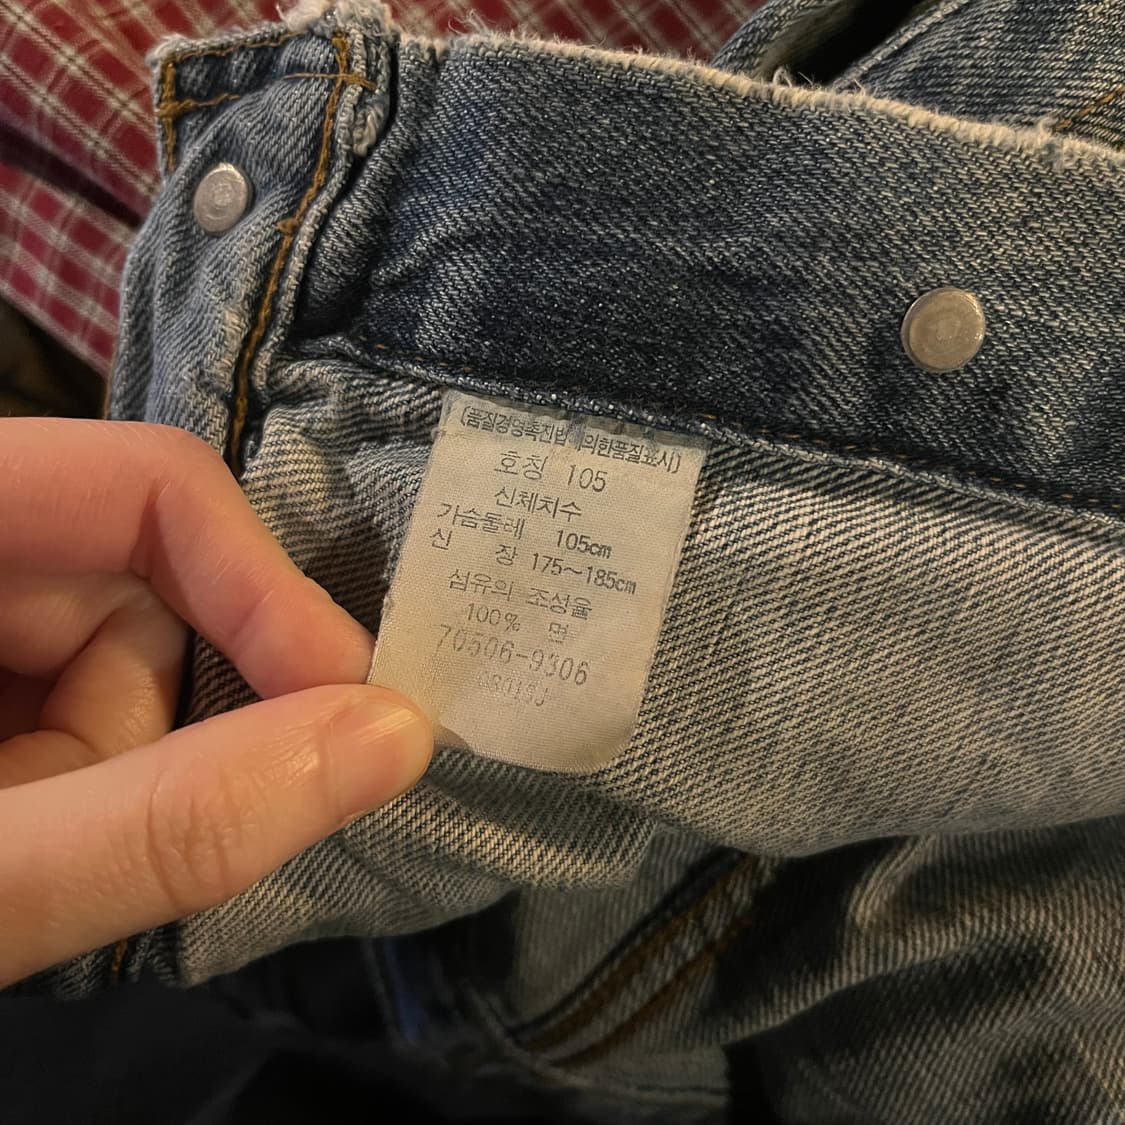 (품질경영촉진법에의한품질표시)
호칭 105
신체치수
가슴둘레 105cm
신 장 175~185cm
섬유의 조성율
100% 면
70506-9306